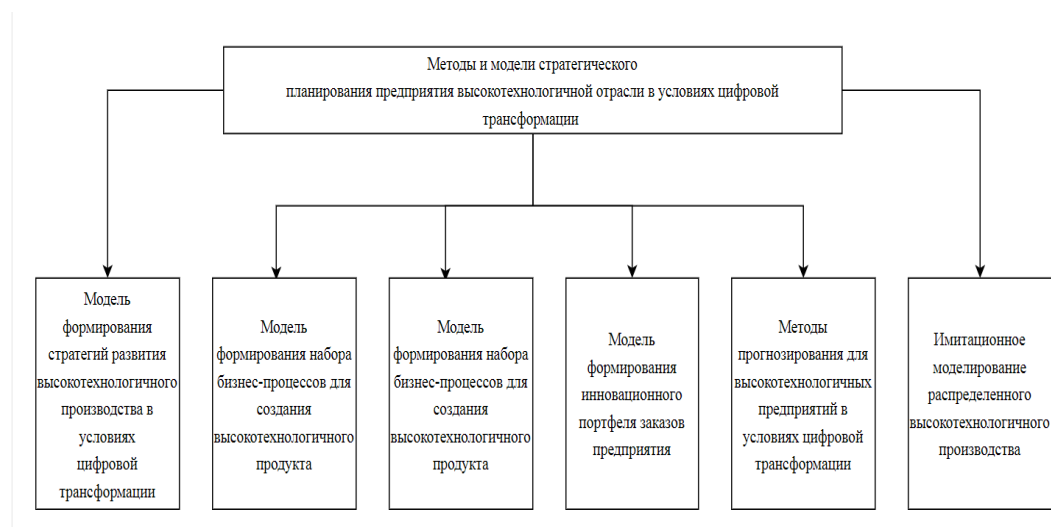 Методы и модели стратегического
планирования предприятия высокотехнологичной отрасли в условиях цифровой
трансформации
Модель
формирования
стратегий развития
высокотехнологичного
производства в
условиях
цифровой
трансформации
Модель
формирования набора
бизнес-процессов для
создания
высокотехнологичного
продукта
Модель
формирования набора
бизнес-процессов для
создания
высокотехнологичного
продукта
Модель
формирования
инновационного
портфеля заказов
предприятия
Методы
прогнозирования для
высокотехнологичных
предприятий в
условиях цифровой
трансформации
Имитационное
моделирование
распределенного
высокотехнологичного
производства